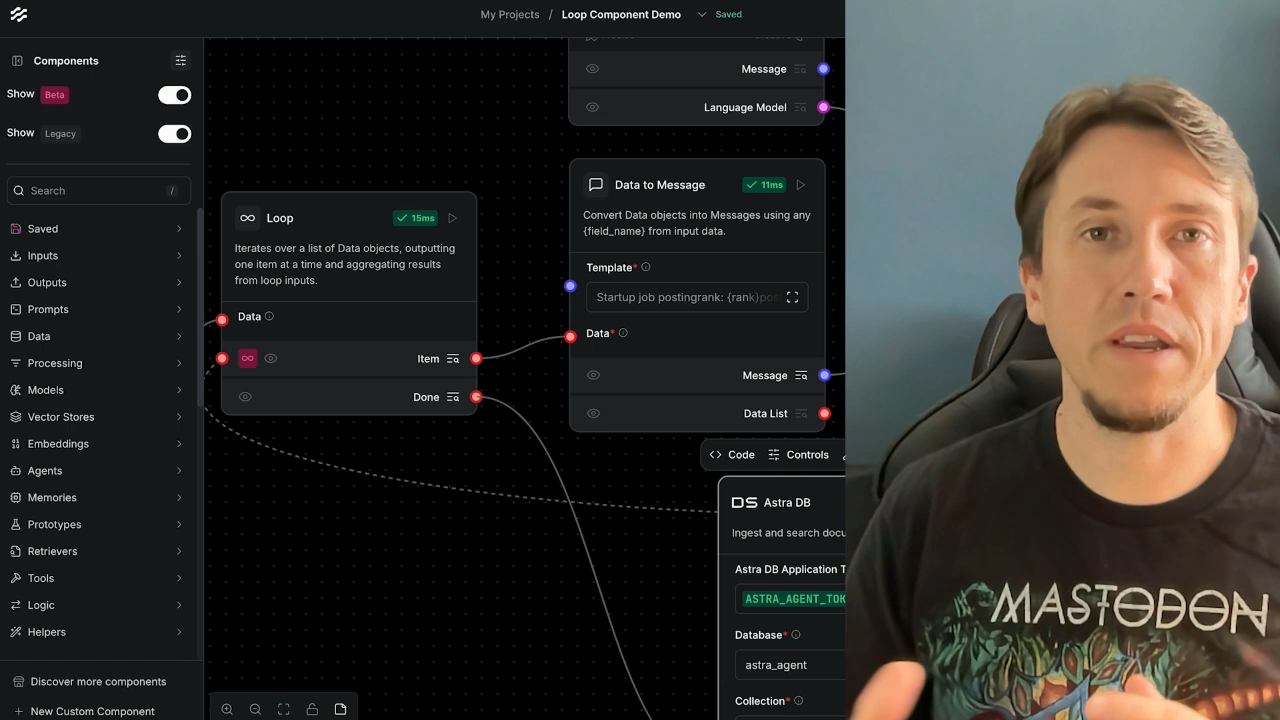 My Projects / Loop Component Demo Saved
Components
Show Beta
Show Legacy
Search /
Saved
Inputs
Outputs
Prompts
Data
Processing
Models
Vector Stores
Embeddings
Agents
Memories
Prototypes
Retrievers
Tools
Logic
Helpers
Discover more components
New Custom Component
Loop 15ms
Iterates over a list of Data objects, outputting
one item at a time and aggregating results
from loop inputs.
Data
Item
Done
Message
Language Model
Data to Message 11ms
Convert Data objects into Messages using any
{field_name} from input data.
Template*
Startup job postingrank: {rank}pos
Data*
Message
Data List
Code Controls
DS Astra DB
Ingest and search docu
Astra DB Application T
ASTRA_AGENT_TOK
Database*
astra_agent
Collection*
MASTODON